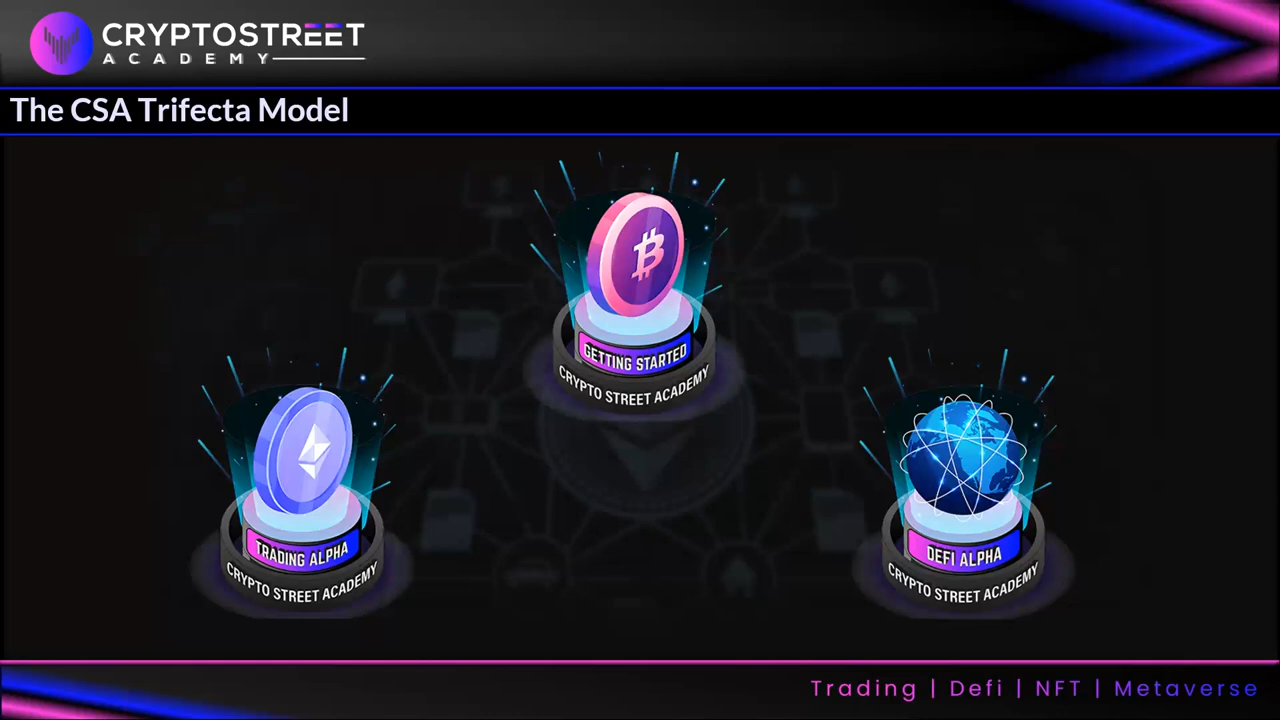 CRYPTOSTREET
ACADEMY
The CSA Trifecta Model
GETTING STARTED
CRYPTO STREET ACADEMY
TRADING ALPHA
CRYPTO STREET ACADEMY
DEFI ALPHA
CRYPTO STREET ACADEMY
Trading | Defi | NFT | Metaverse